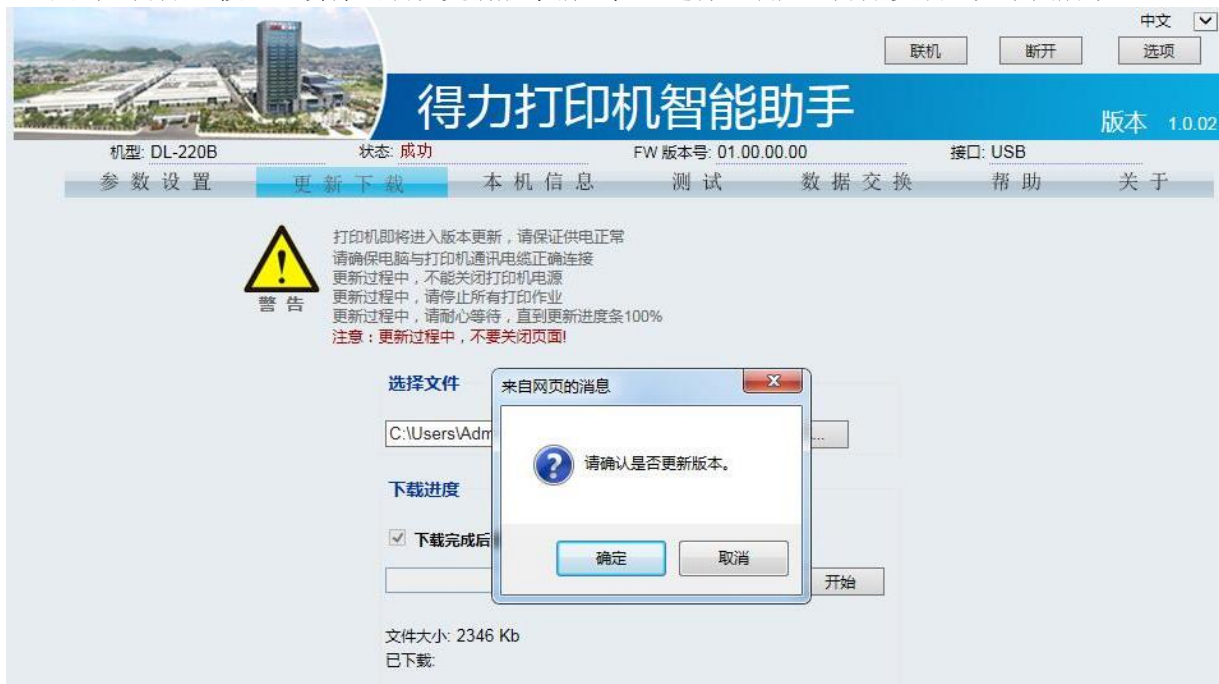 中文
联机 断开 选项
得力打印机智能助手
版本 1.0.02
机型: DL-220B 状态: 成功 FW 版本号: 01.00.00.00 接口: USB
参数设置 更新下载 本机信息 测试 数据交换 帮助 关于
打印机即将进入版本更新，请保证供电正常
请确保电脑与打印机通讯电缆正确连接
更新过程中，不能关闭打印机电源
警告
更新过程中，请停止所有打印作业
更新过程中，请耐心等待，直到更新进度条100%
注意：更新过程中，不要关闭页面!
选择文件
来自网页的消息
C:\Users\Adm
...
请确认是否更新版本。
下载进度
下载完成后
确定 取消
开始
文件大小: 2346 Kb
已下载: